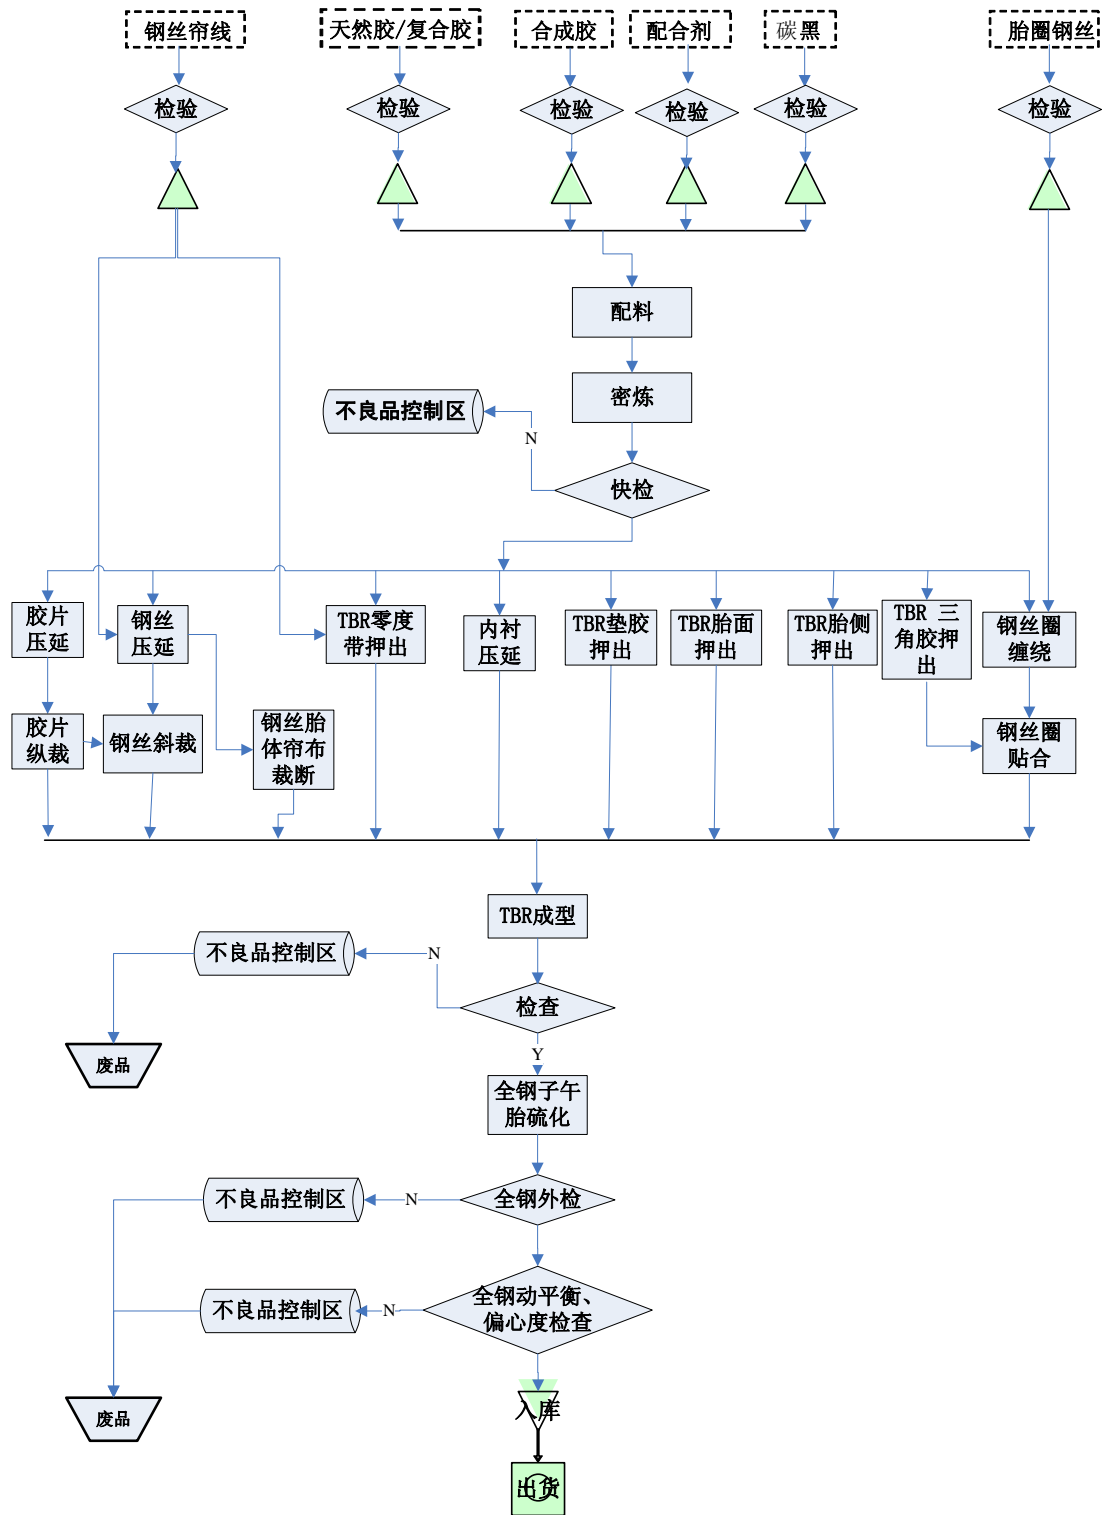 钢丝帘线
天然胶/复合胶
合成胶
配合剂
碳黑
胎圈钢丝
检验
检验
检验
检验
检验
检验
配料
密炼
不良品控制区
N
快检
胶片
压延
钢丝
压延
TBR零度
带押出
内衬
压延
TBR垫胶
押出
TBR胎面
押出
TBR胎侧
押出
TBR 三
角胶押
出
钢丝圈
缠绕
胶片
纵裁
钢丝斜裁
钢丝胎
体帘布
裁断
钢丝圈
贴合
TBR成型
不良品控制区
N
检查
Y
废品
全钢子午
胎硫化
不良品控制区
N
全钢外检
不良品控制区
N
全钢动平衡、
偏心度检查
废品
入库
出货